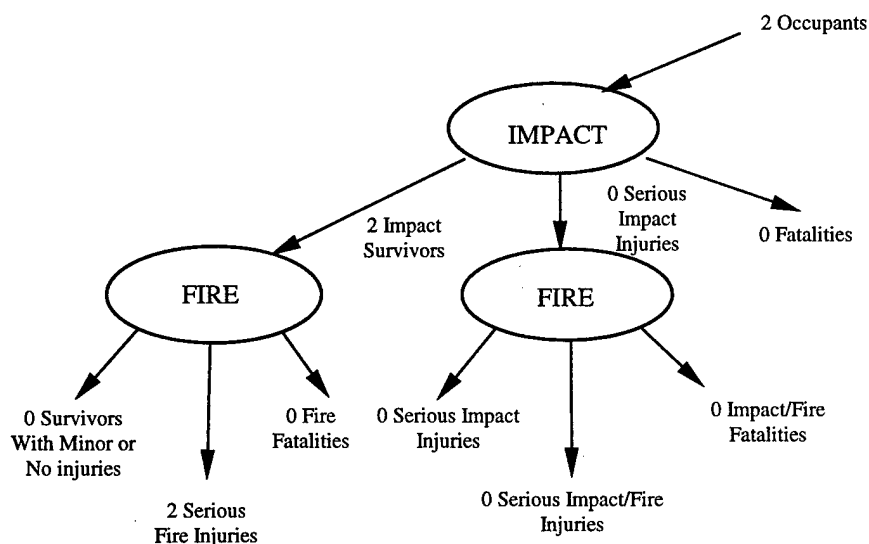 2 Occupants
IMPACT
2 Impact
Survivors
0 Serious
Impact
Injuries
0 Fatalities
FIRE
FIRE
0 Survivors
With Minor or
No injuries
2 Serious
Fire Injuries
0 Fire
Fatalities
0 Serious Impact
Injuries
0 Serious Impact/Fire
Injuries
0 Impact/Fire
Fatalities